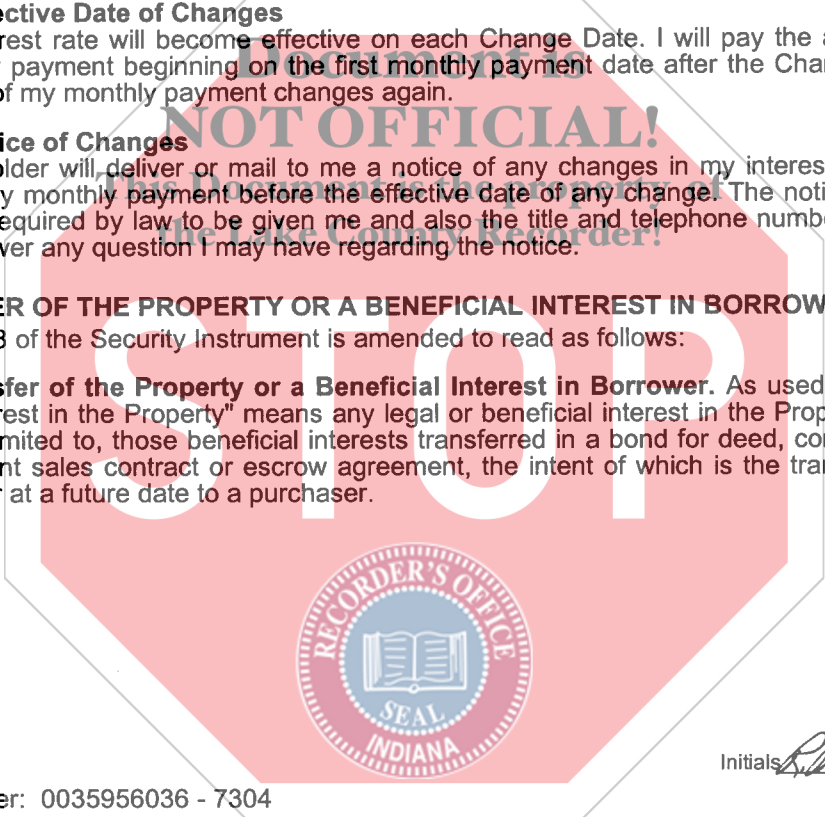 ective Date of Changes
rest rate will become effective on each Change Date. I will pay the a
payment beginning on the first monthly payment date after the Char
of my monthly payment changes again.
Document is
NOT OFFICIAL!
This Document is the property of
the Lake County Recorder!
ice of Changes
older will deliver or mail to me a notice of any changes in my interes
y monthly payment before the effective date of any change. The noti
equired by law to be given me and also the title and telephone numbe
ver any question I may have regarding the notice.
ER OF THE PROPERTY OR A BENEFICIAL INTEREST IN BORROW
of the Security Instrument is amended to read as follows:
sfer of the Property or a Beneficial Interest in Borrower. As used
rest in the Property" means any legal or beneficial interest in the Prop
mited to, those beneficial interests transferred in a bond for deed, co
nt sales contract or escrow agreement, the intent of which is the tra
r at a future date to a purchaser.
STOP
RECORDER'S OFFICE
SEAL
INDIANA
Initials
er: 0035956036 - 7304